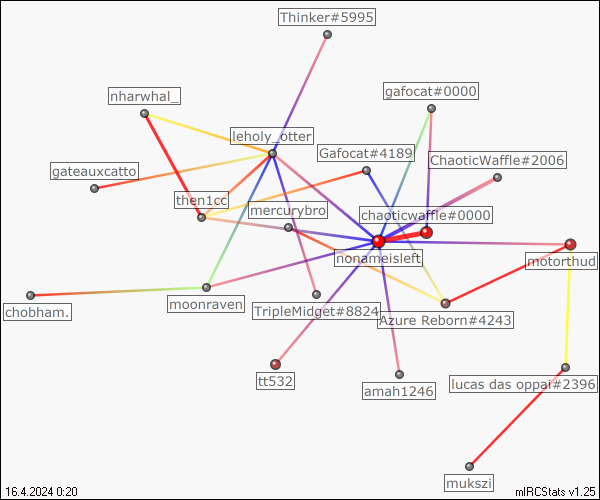 Thinker#5995
gafocat#0000
nharwhal_
leholy_otter
Gafocat#4189
ChaoticWaffle#2006
gateauxcatto
then1cc
mercurybro
chaoticwaffle#0000
nonameisleft
motorthud
moonraven
chobham.
TripleMidget#8824
Azure Reborn#4243
tt532
amah1246
lucas das oppai#2396
mukszi
16.4.2024 0:20
mIRCStats v1.25